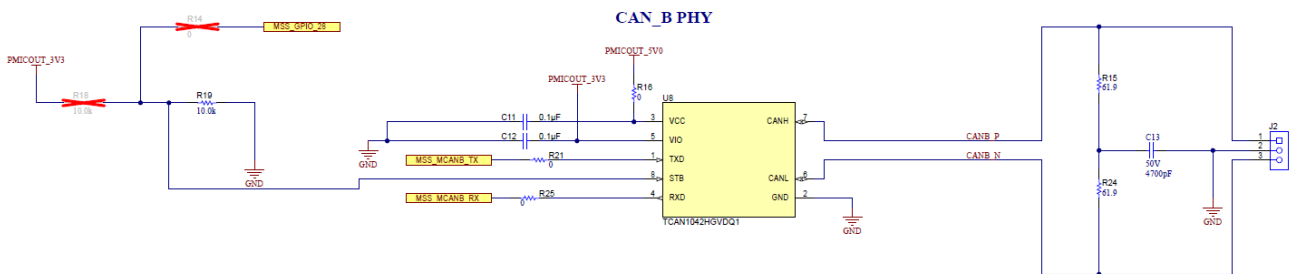 CAN_B PHY
R14
0
MSS_GPIO_28
PMICOUT_3V3
R18
10.0k
R19
10.0k
GND
PMICOUT_5V0
PMICOUT_3V3
R16
0
C11 0.1µF
C12 0.1µF
GND
MSS_MCANB_TX
R21
0
MSS_MCANB_RX
R25
0
U8
3 VCC CANH 7
5 VIO
1 TXD
8 STB CANL 6
4 RXD GND 2
TCAN1042HGVDQ1
GND
CANB_P
CANB_N
R15
61.9
C13
50V
4700pF
R24
61.9
GND
J2
1
2
3